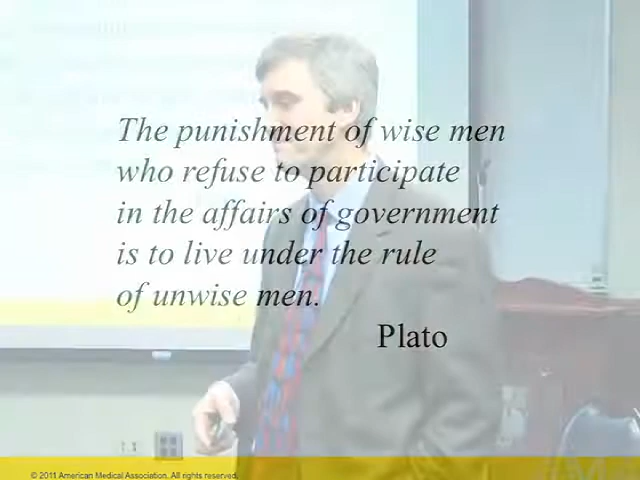 The punishment of wise men
who refuse to participate
in the affairs of government
is to live under the rule
of unwise men.
Plato
© 2011 American Medical Association. All rights reserved.